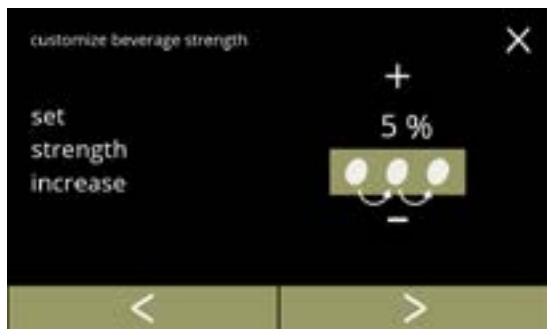 customize beverage strength
set
strength
increase
+
5 %
-
< >